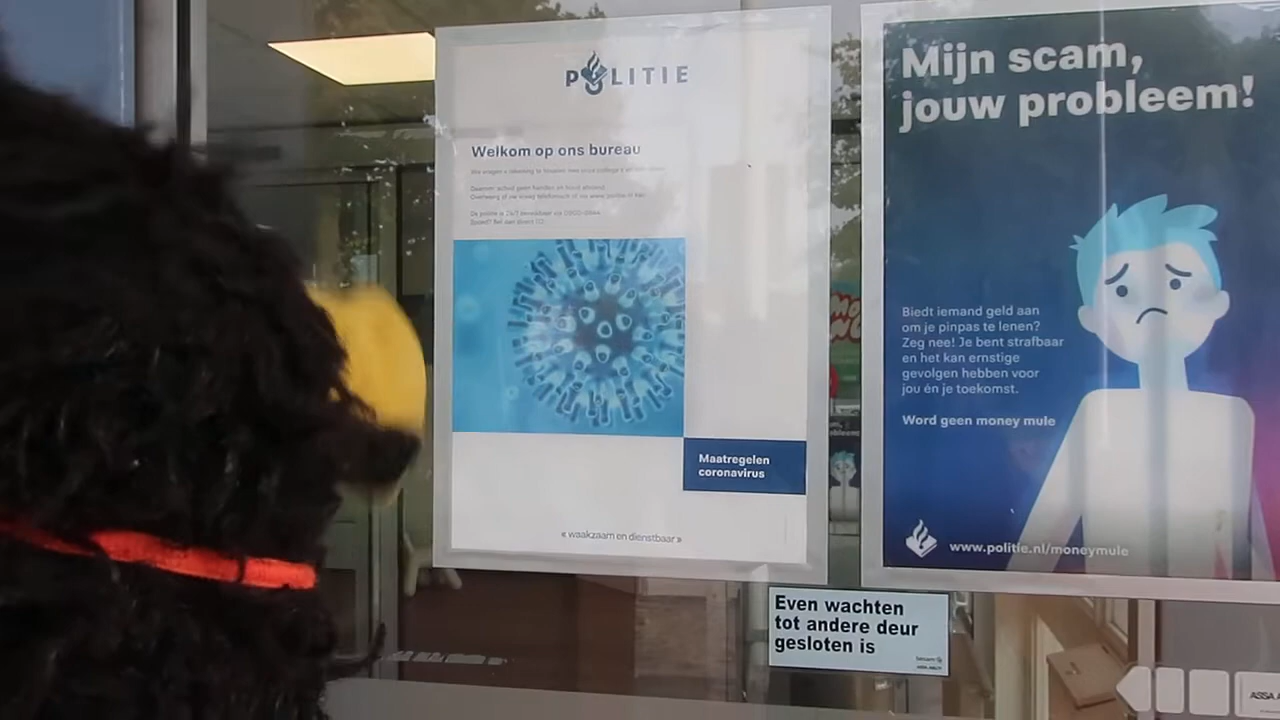 POLITIE
Welkom op ons bureau
Maatregelen
coronavirus
« waakzaam en dienstbaar »
Mijn scam,
jouw probleem!
Biedt iemand geld aan
om je pinpas te lenen?
Zeg nee! Je bent strafbaar
en het kan ernstige
gevolgen hebben voor
jou én je toekomst.
Word geen money mule
www.politie.nl/moneymule
Even wachten
tot andere deur
gesloten is
ASSA A